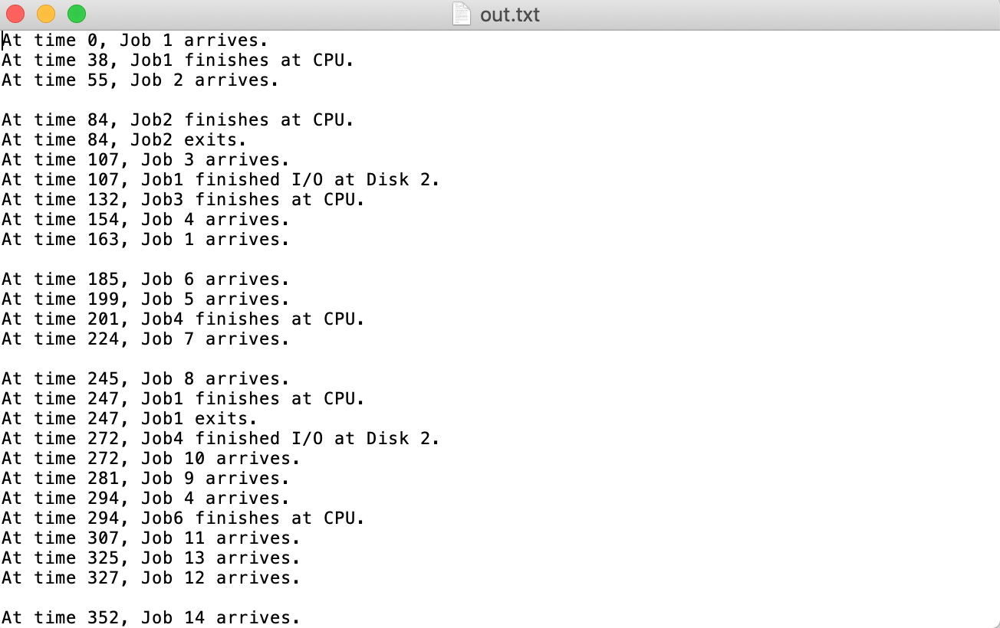 out.txt
At time 0, Job 1 arrives.
At time 38, Job1 finishes at CPU.
At time 55, Job 2 arrives.
At time 84, Job2 finishes at CPU.
At time 84, Job2 exits.
At time 107, Job 3 arrives.
At time 107, Job1 finished I/O at Disk 2.
At time 132, Job3 finishes at CPU.
At time 154, Job 4 arrives.
At time 163, Job 1 arrives.
At time 185, Job 6 arrives.
At time 199, Job 5 arrives.
At time 201, Job4 finishes at CPU.
At time 224, Job 7 arrives.
At time 245, Job 8 arrives.
At time 247, Job1 finishes at CPU.
At time 247, Job1 exits.
At time 272, Job4 finished I/O at Disk 2.
At time 272, Job 10 arrives.
At time 281, Job 9 arrives.
At time 294, Job 4 arrives.
At time 294, Job6 finishes at CPU.
At time 307, Job 11 arrives.
At time 325, Job 13 arrives.
At time 327, Job 12 arrives.
At time 352, Job 14 arrives.